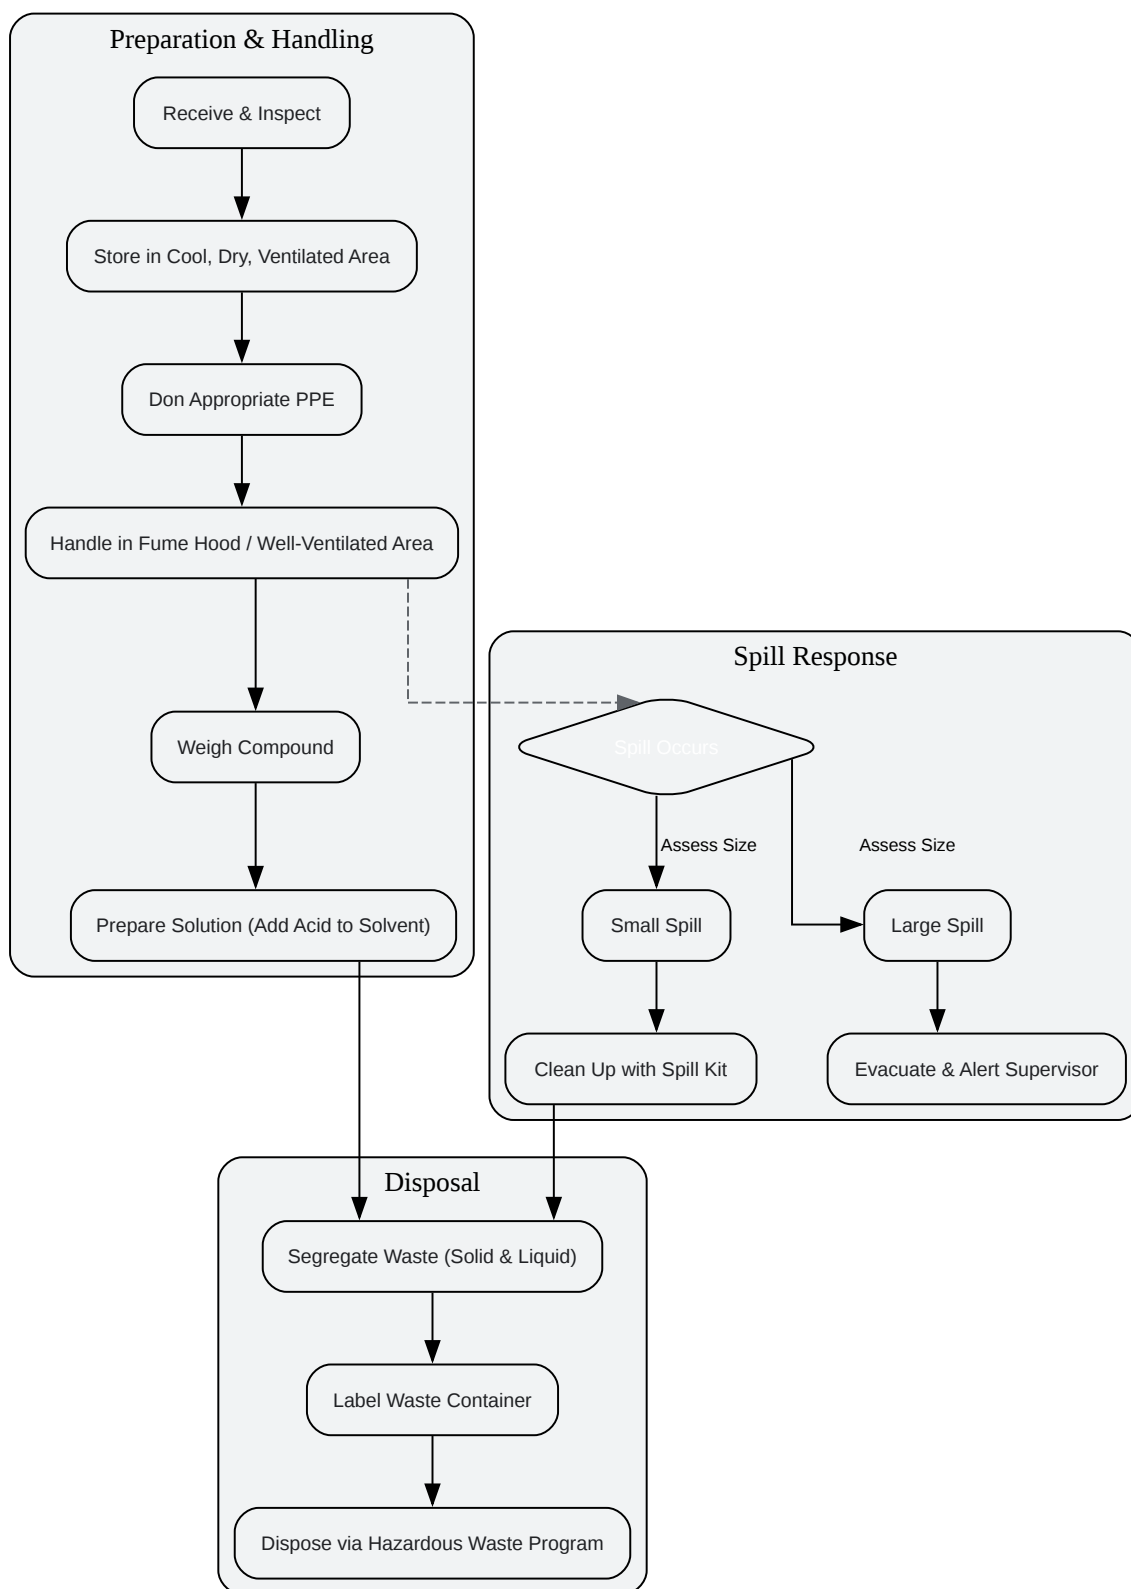 Preparation & Handling
Receive & Inspect
Store in Cool, Dry, Ventilated Area
Don Appropriate PPE
Handle in Fume Hood / Well-Ventilated Area
Weigh Compound
Prepare Solution (Add Acid to Solvent)
Spill Response
Spill Occurs
Assess Size
Assess Size
Small Spill
Large Spill
Clean Up with Spill Kit
Evacuate & Alert Supervisor
Disposal
Segregate Waste (Solid & Liquid)
Label Waste Container
Dispose via Hazardous Waste Program